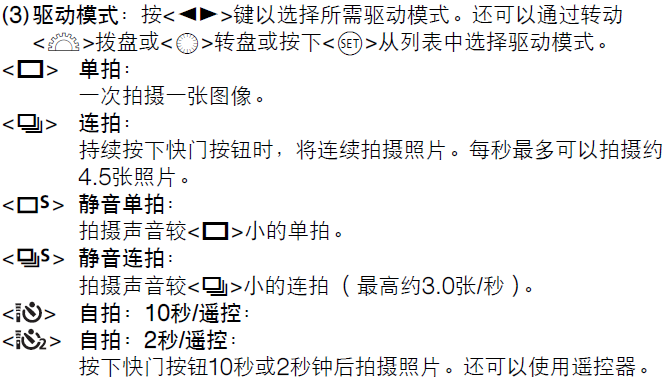 (3)驱动模式：按<◀▶>键以选择所需驱动模式。还可以通过转动
< >拨盘或< >转盘或按下<SET>从列表中选择驱动模式。
<□> 单拍：
一次拍摄一张图像。
< > 连拍：
持续按下快门按钮时，将连续拍摄照片。每秒最多可以拍摄约
4.5张照片。
<□S> 静音单拍：
拍摄声音较<□>小的单拍。
< S> 静音连拍：
拍摄声音较< >小的连拍（最高约3.0张/秒）。
< > 自拍：10秒/遥控：
< 2> 自拍：2秒/遥控：
按下快门按钮10秒或2秒钟后拍摄照片。还可以使用遥控器。